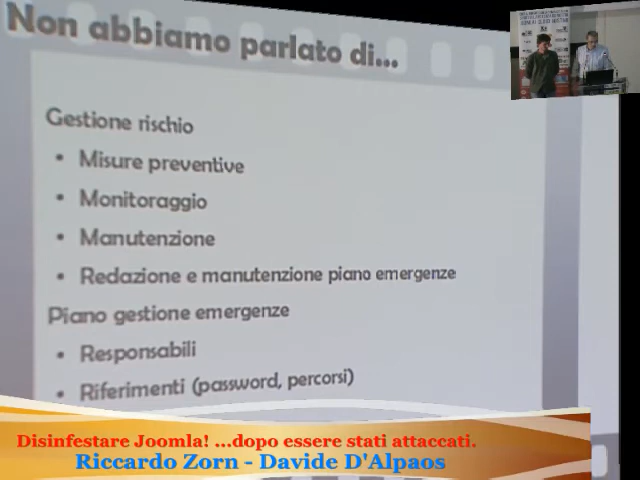 Non abbiamo parlato di...
Gestione rischio
• Misure preventive
• Monitoraggio
• Manutenzione
• Redazione e manutenzione piano emergenze
Piano gestione emergenze
• Responsabili
• Riferimenti (password, percorsi)
Disinfestare Joomla! ...dopo essere stati attaccati.
Riccardo Zorn - Davide D'Alpaos